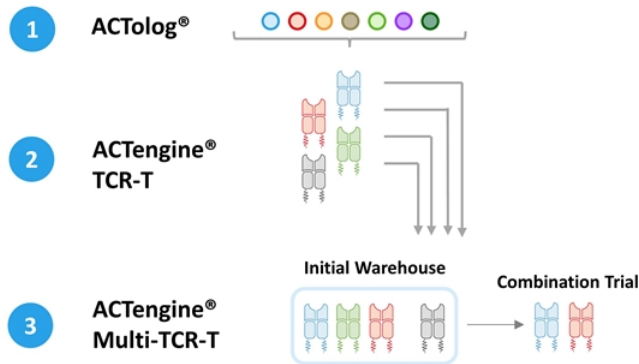 1
ACTolog®
2
ACTengine®
TCR-T
Initial Warehouse
Combination Trial
3
ACTengine®
Multi-TCR-T